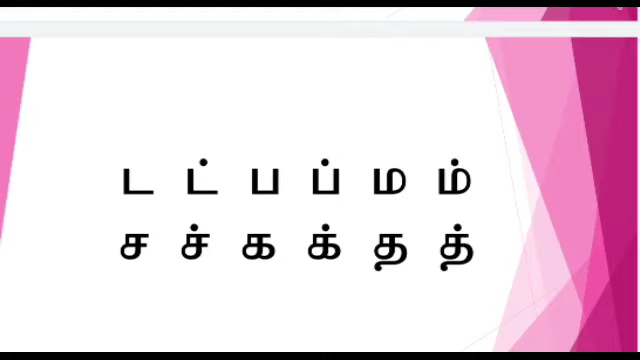 ட ட் ப ப் ம ம்
ச ச் க க் த த்